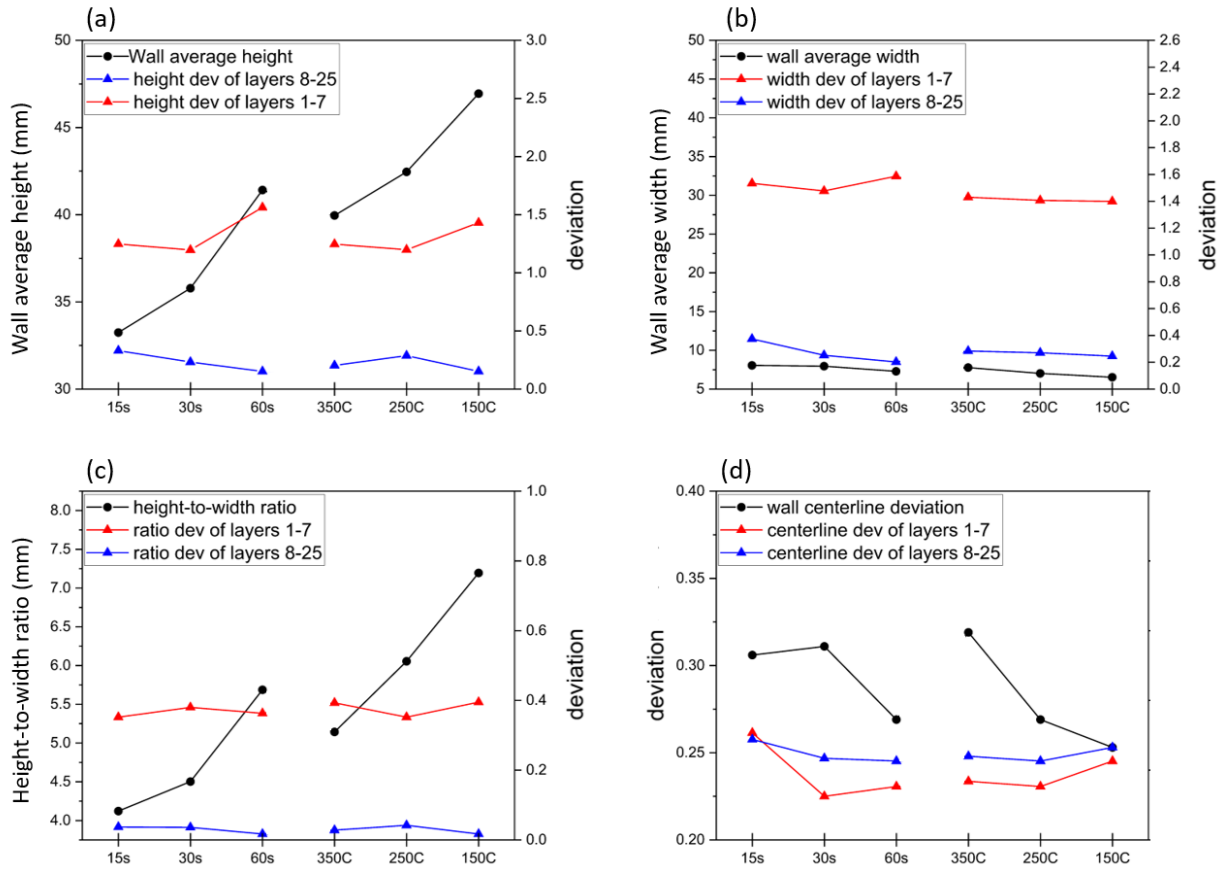 (a)
Wall average height
height dev of layers 8-25
height dev of layers 1-7
Wall average height (mm)
50
45
40
35
30
3.0
2.5
2.0
1.5
1.0
0.5
0.0
deviation
15s 30s 60s 350C 250C 150C
(b)
wall average width
width dev of layers 1-7
width dev of layers 8-25
Wall average width (mm)
50
45
40
35
30
25
20
15
10
5
2.6
2.4
2.2
2.0
1.8
1.6
1.4
1.2
1.0
0.8
0.6
0.4
0.2
0.0
deviation
15s 30s 60s 350C 250C 150C
(c)
height-to-width ratio
ratio dev of layers 1-7
ratio dev of layers 8-25
Height-to-width ratio (mm)
8.0
7.5
7.0
6.5
6.0
5.5
5.0
4.5
4.0
1.0
0.8
0.6
0.4
0.2
0.0
deviation
15s 30s 60s 350C 250C 150C
(d)
wall centerline deviation
centerline dev of layers 1-7
centerline dev of layers 8-25
deviation
0.40
0.35
0.30
0.25
0.20
15s 30s 60s 350C 250C 150C